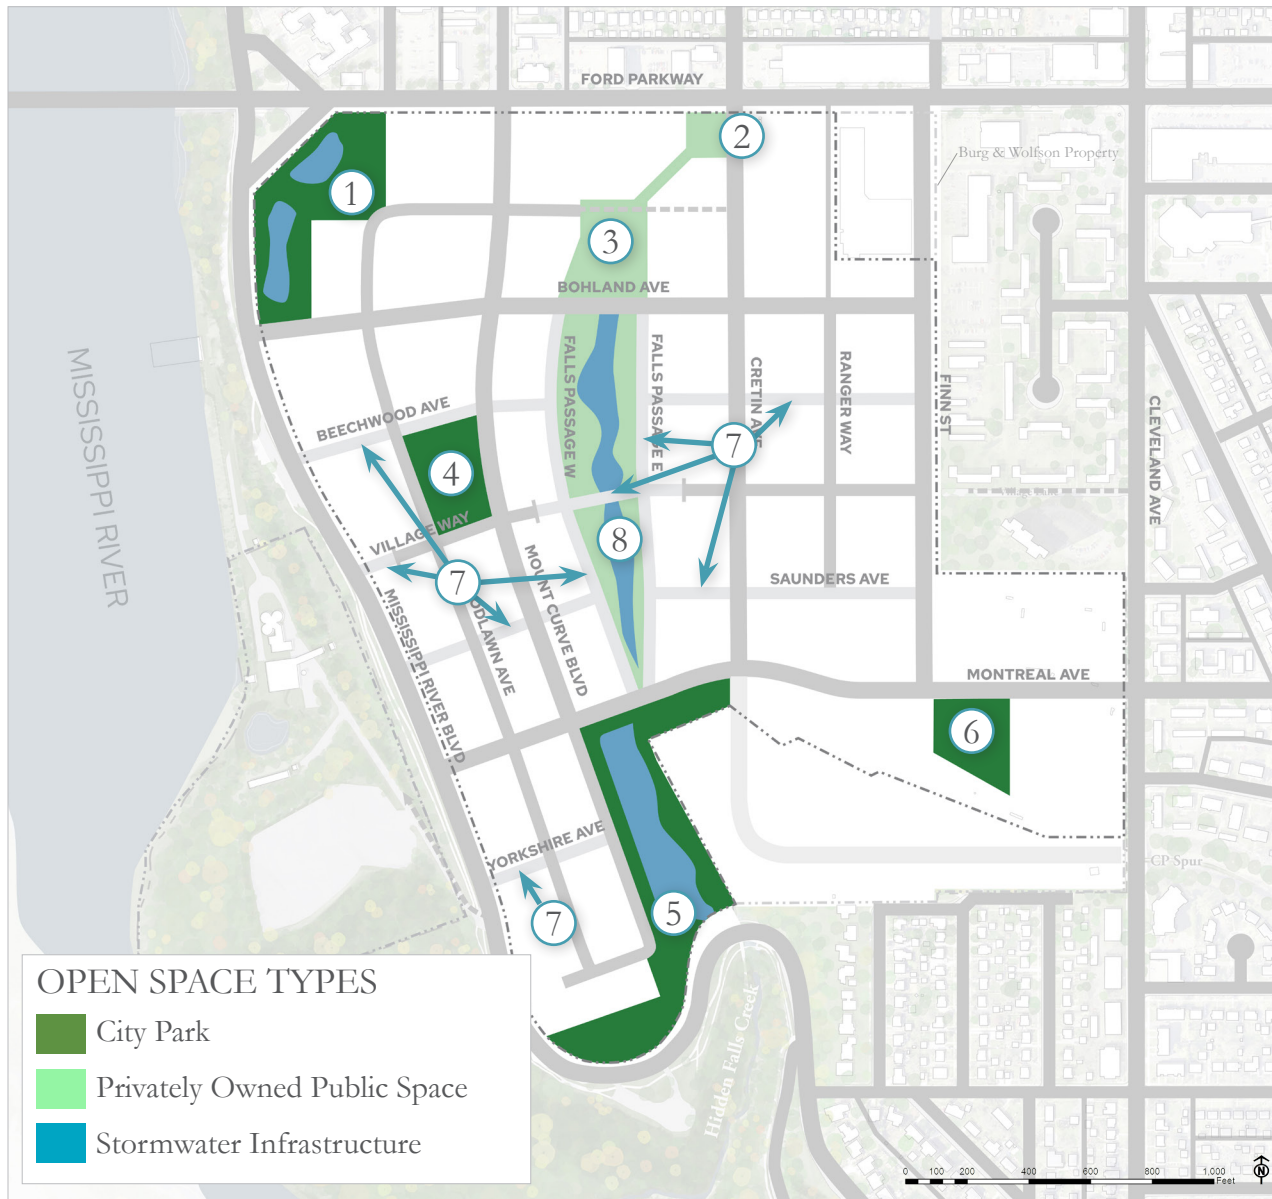 FORD PARKWAY
2
Burg & Wolfson Property
1
3
BOHLAND AVE
MISSISSIPPI RIVER
FALLS PASSAGE W
FALLS PASSAGE E
CRETIN AVE
RANGER WAY
FINN ST
CLEVELAND AVE
BEECHWOOD AVE
7
4
VILLAGE WAY
8
7
MISSISSIPPI RIVER BLVD
ODLAWN AVE
MOUNT CURVE BLVD
SAUNDERS AVE
MONTREAL AVE
6
YORKSHIRE AVE
CP Spur
7
5
Hidden Falls Creek
OPEN SPACE TYPES
City Park
Privately Owned Public Space
Stormwater Infrastructure
0 100 200 400 600 800 1,000
Feet
N